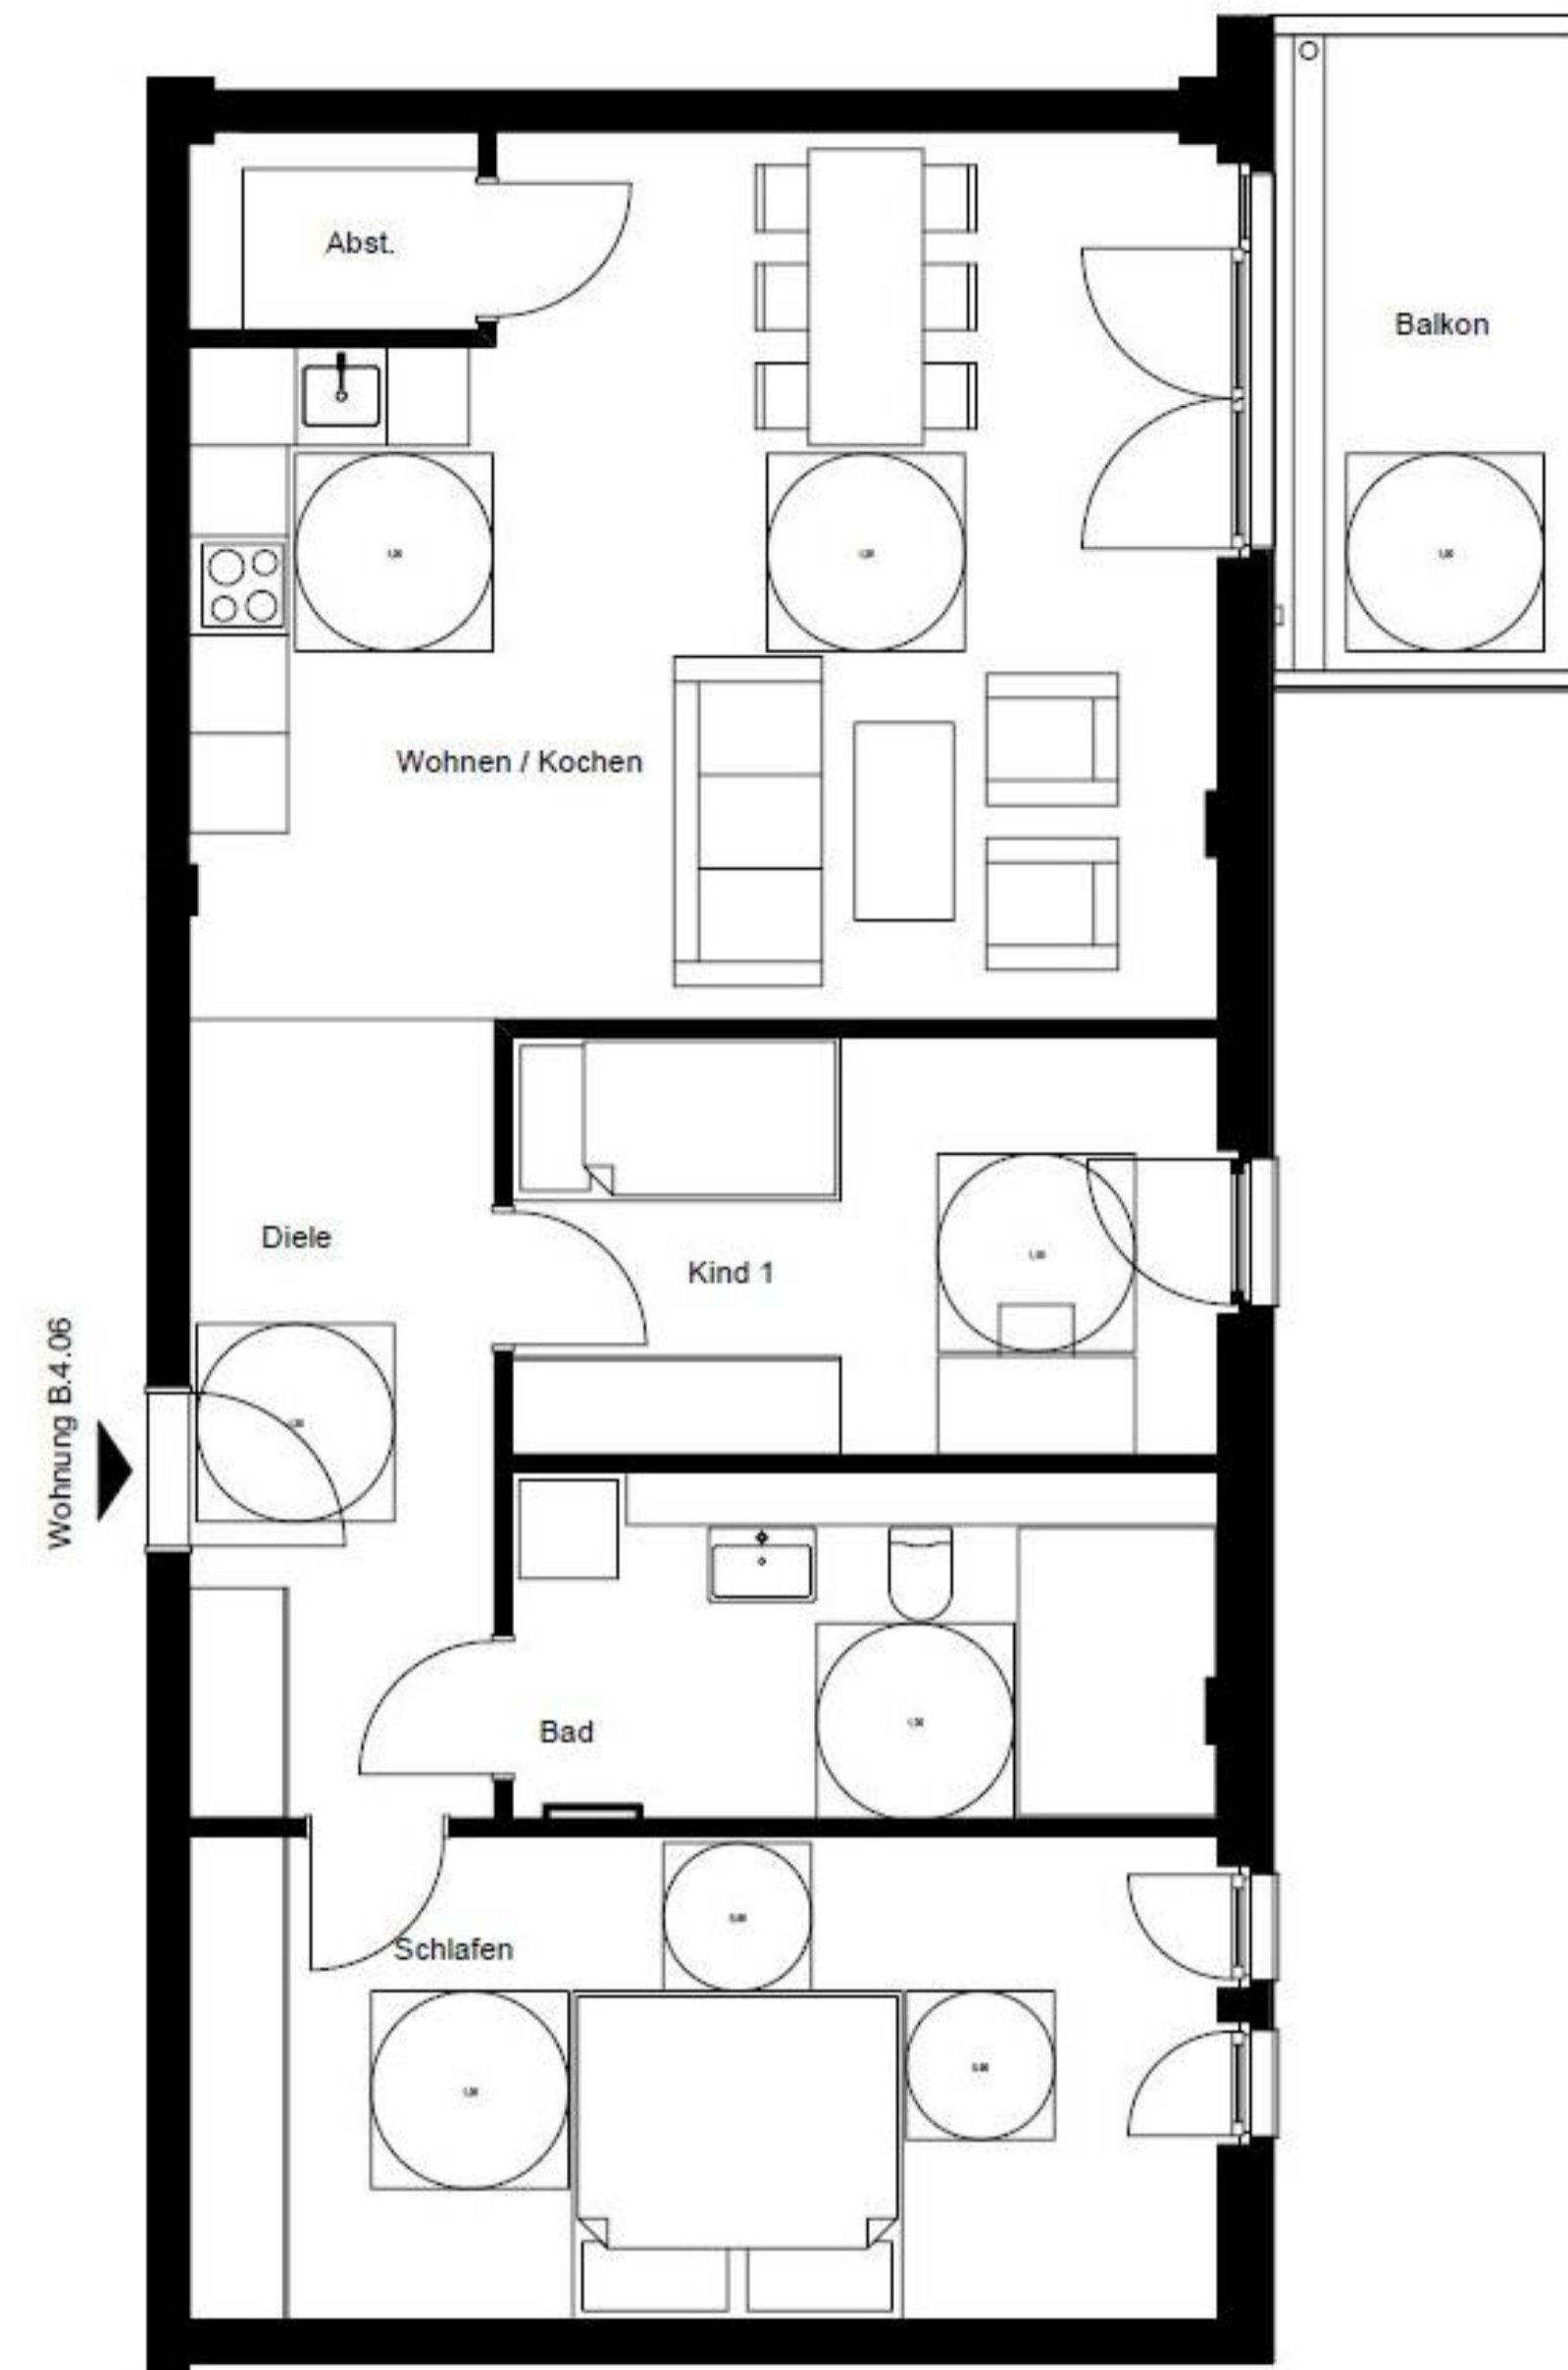 Abst.
Balkon
Wohnen / Kochen
Diele
Kind 1
Wohnung B.4.06
Bad
Schlafen